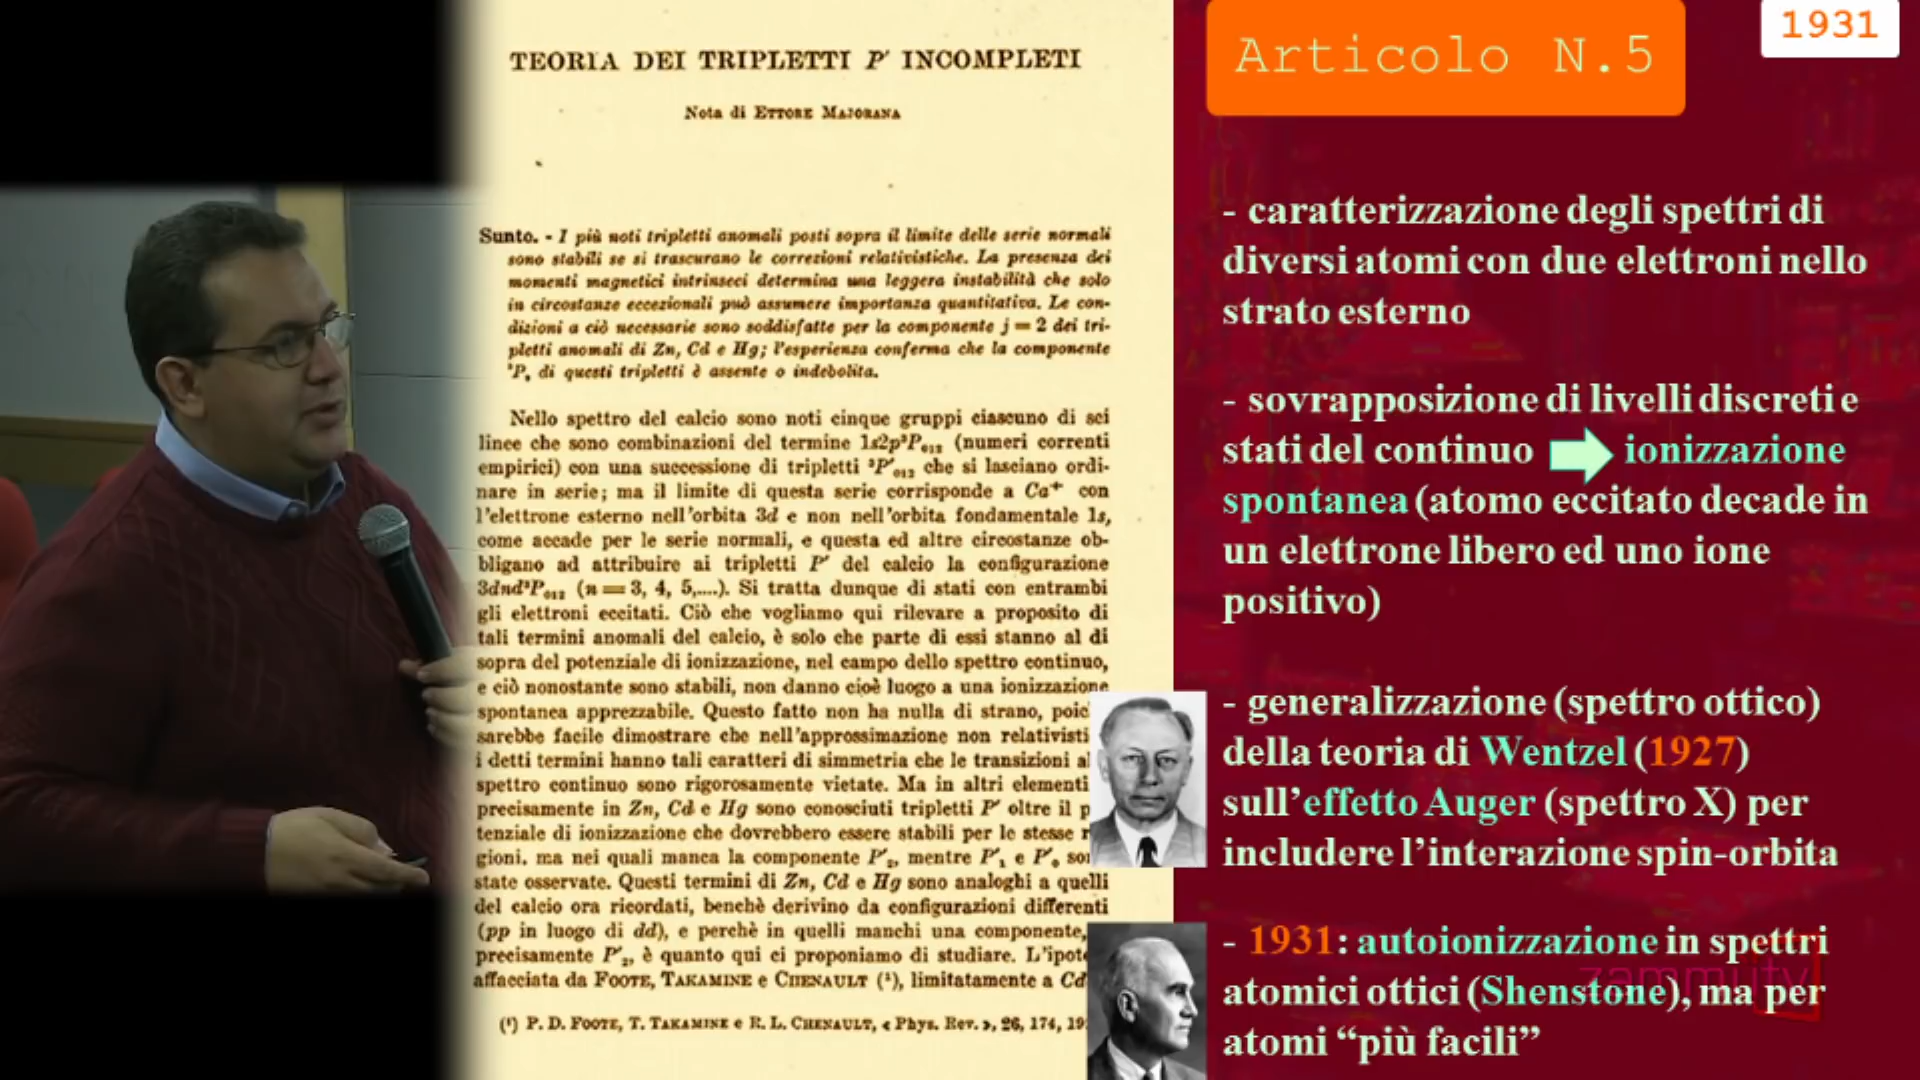 TEORIA DEI TRIPLETTI P′ INCOMPLETI
Nota di ETTORE MAJORANA
Sunto. - I più noti tripletti anomali posti sopra il limite delle serie normali
sono stabili se si trascurano le correzioni relativistiche. La presenza dei
momenti magnetici intrinseci determina una leggera instabilità che solo
in circostanze eccezionali può assumere importanza quantitativa. Le con-
dizioni a ciò necessarie sono soddisfatte per la componente j = 2 dei tri-
pletti anomali di Zn, Cd e Hg; l'esperienza conferma che la componente
di questi tripletti è assente o indebolita.
Nello spettro del calcio sono noti cinque gruppi ciascuno di sei
linee che sono combinazioni del termine 1s2p³P₀₁₂ (numeri correnti
empirici) con una successione di tripletti ³P′₀₁₂ che si lasciano ordi-
nare in serie; ma il limite di questa serie corrisponde a Ca⁺ con
l'elettrone esterno nell'orbita 3d e non nell'orbita fondamentale 1s,
come accade per le serie normali, e questa ed altre circostanze ob-
bligano ad attribuire ai tripletti P′ del calcio la configurazione
3dnd³P₀₁₂ (n = 3, 4, 5,....). Si tratta dunque di stati con entrambi
gli elettroni eccitati. Ciò che vogliamo qui rilevare a proposito di
tali termini anomali del calcio, è solo che parte di essi stanno al di
sopra del potenziale di ionizzazione, nel campo dello spettro continuo,
e ciò nonostante sono stabili, non danno cioè luogo a una ionizzazione
spontanea apprezzabile. Questo fatto non ha nulla di strano, poic
sarebbe facile dimostrare che nell'approssimazione non relativisti
i detti termini hanno tali caratteri di simmetria che le transizioni al
spettro continuo sono rigorosamente vietate. Ma in altri elementi
precisamente in Zn, Cd e Hg sono conosciuti tripletti P′ oltre il p
tenziale di ionizzazione che dovrebbero essere stabili per le stesse r
gioni, ma nei quali manca la componente P′₂, mentre P′₁ e P′₀ son
state osservate. Questi termini di Zn, Cd e Hg sono analoghi a quelli
del calcio ora ricordati, benchè derivino da configurazioni differenti
(pp in luogo di dd), e perchè in quelli manchi una componente,
precisamente P′₂, è quanto qui ci proponiamo di studiare. L'ipote
affacciata da FOOTE, TAKAMINE e CHENAULT (¹), limitatamente a Cd
(¹) P. D. FOOTE, T. TAKAMINE e R. L. CHENAULT, « Phys. Rev. », 26, 174, 19
1931
Articolo N.5
- caratterizzazione degli spettri di
diversi atomi con due elettroni nello
strato esterno
- sovrapposizione di livelli discreti e
stati del continuo ionizzazione
spontanea (atomo eccitato decade in
un elettrone libero ed uno ione
positivo)
- generalizzazione (spettro ottico)
della teoria di Wentzel (1927)
sull'effetto Auger (spettro X) per
includere l'interazione spin-orbita
- 1931: autoionizzazione in spettri
atomici ottici (Shenstone), ma per
atomi "più facili"
zammutv